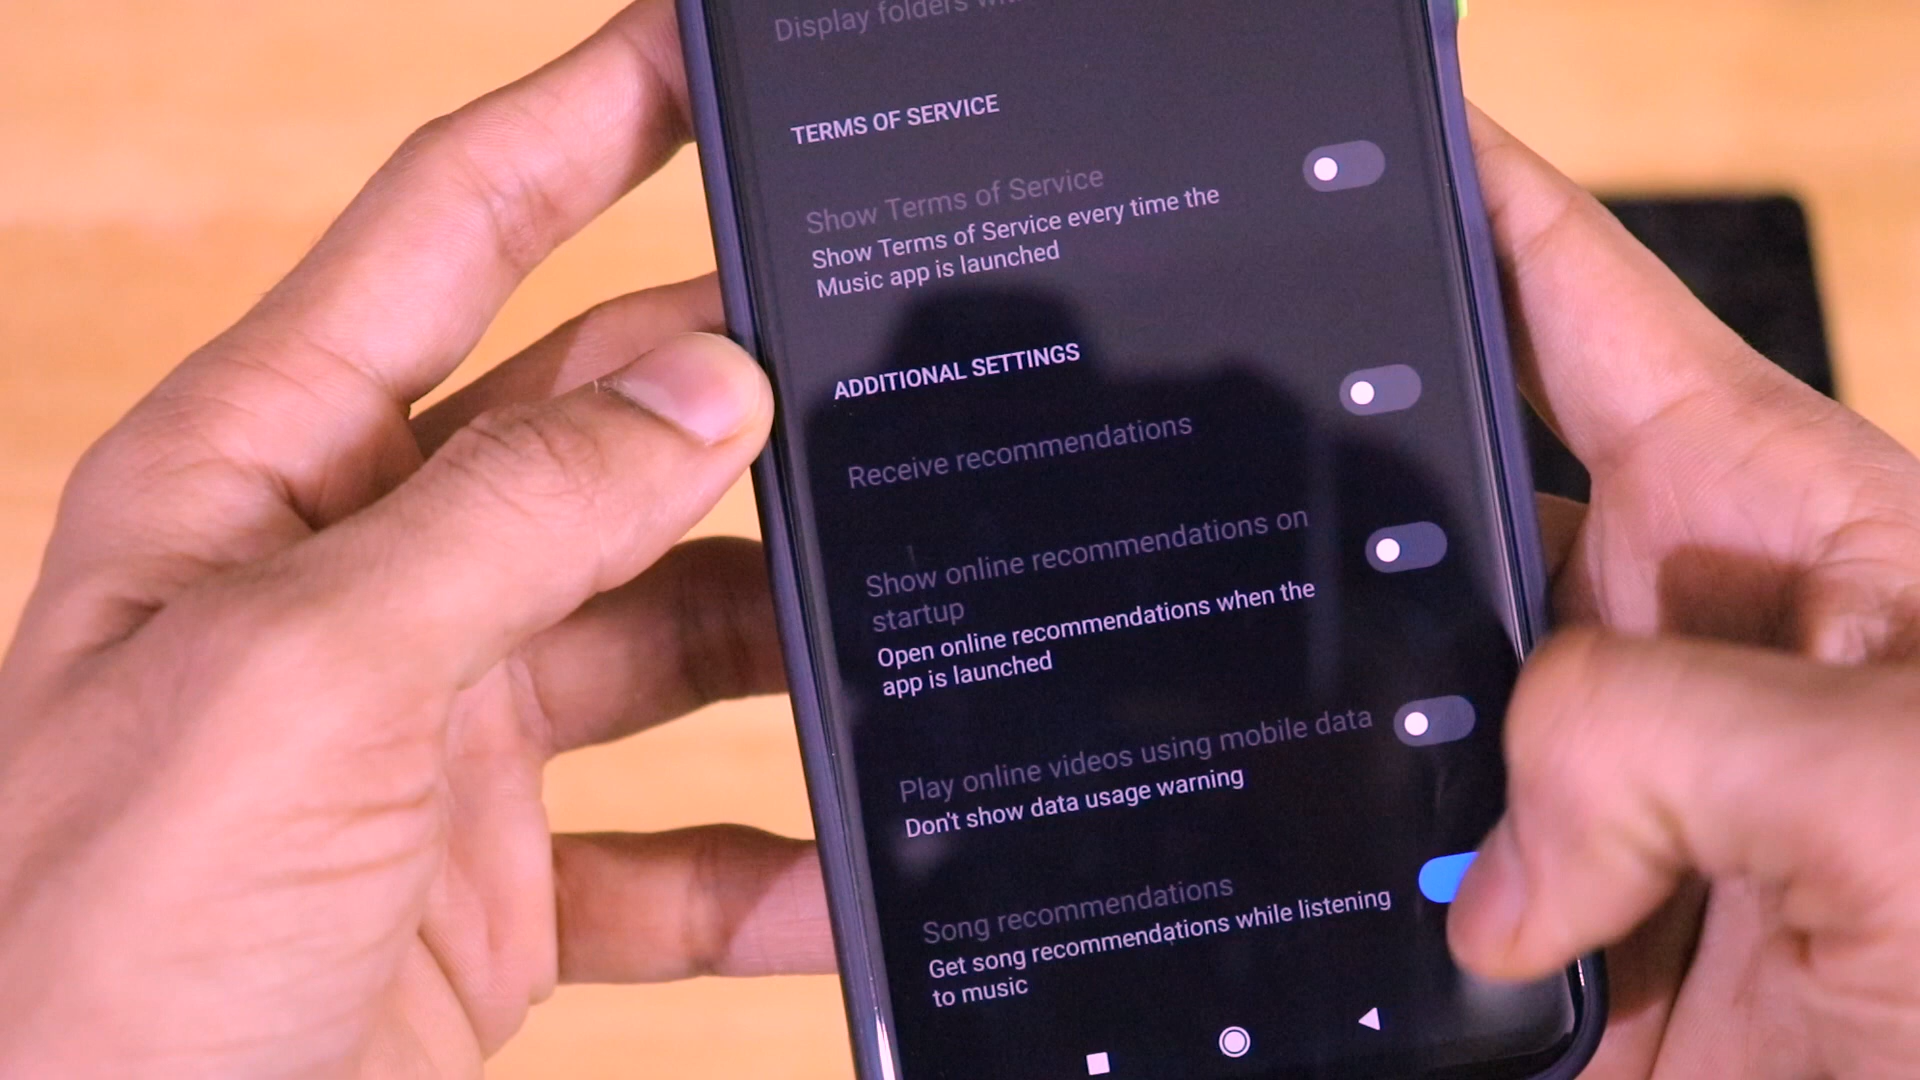 Display folders
TERMS OF SERVICE
Show Terms of Service
Show Terms of Service every time the
Music app is launched
ADDITIONAL SETTINGS
Receive recommendations
Show online recommendations on
startup
Open online recommendations when the
app is launched
Play online videos using mobile data
Don't show data usage warning
Song recommendations
Get song recommendations while listening
to music